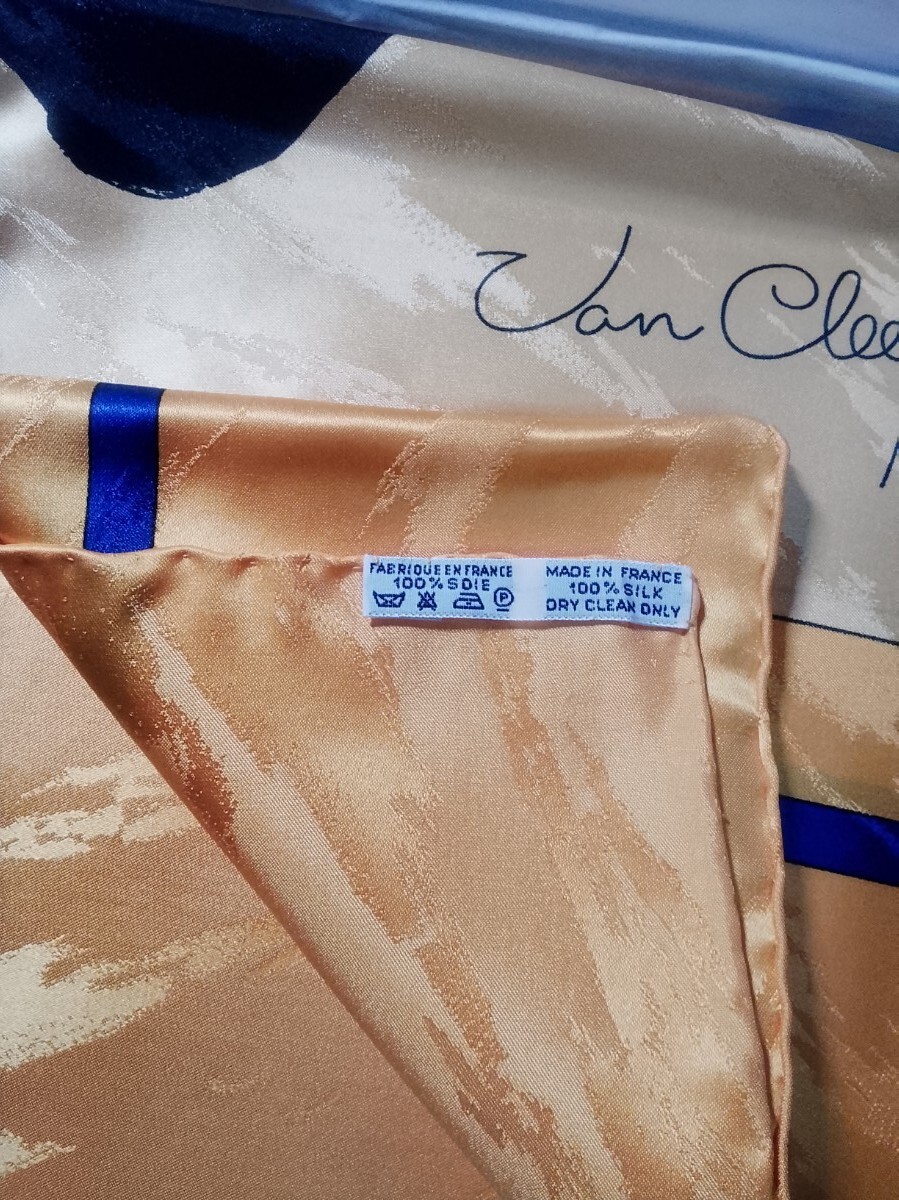 Van Clee
FABRIQUE EN FRANCE
100% SOIE
P
MADE IN FRANCE
100% SILK
DRY CLEAN ONLY